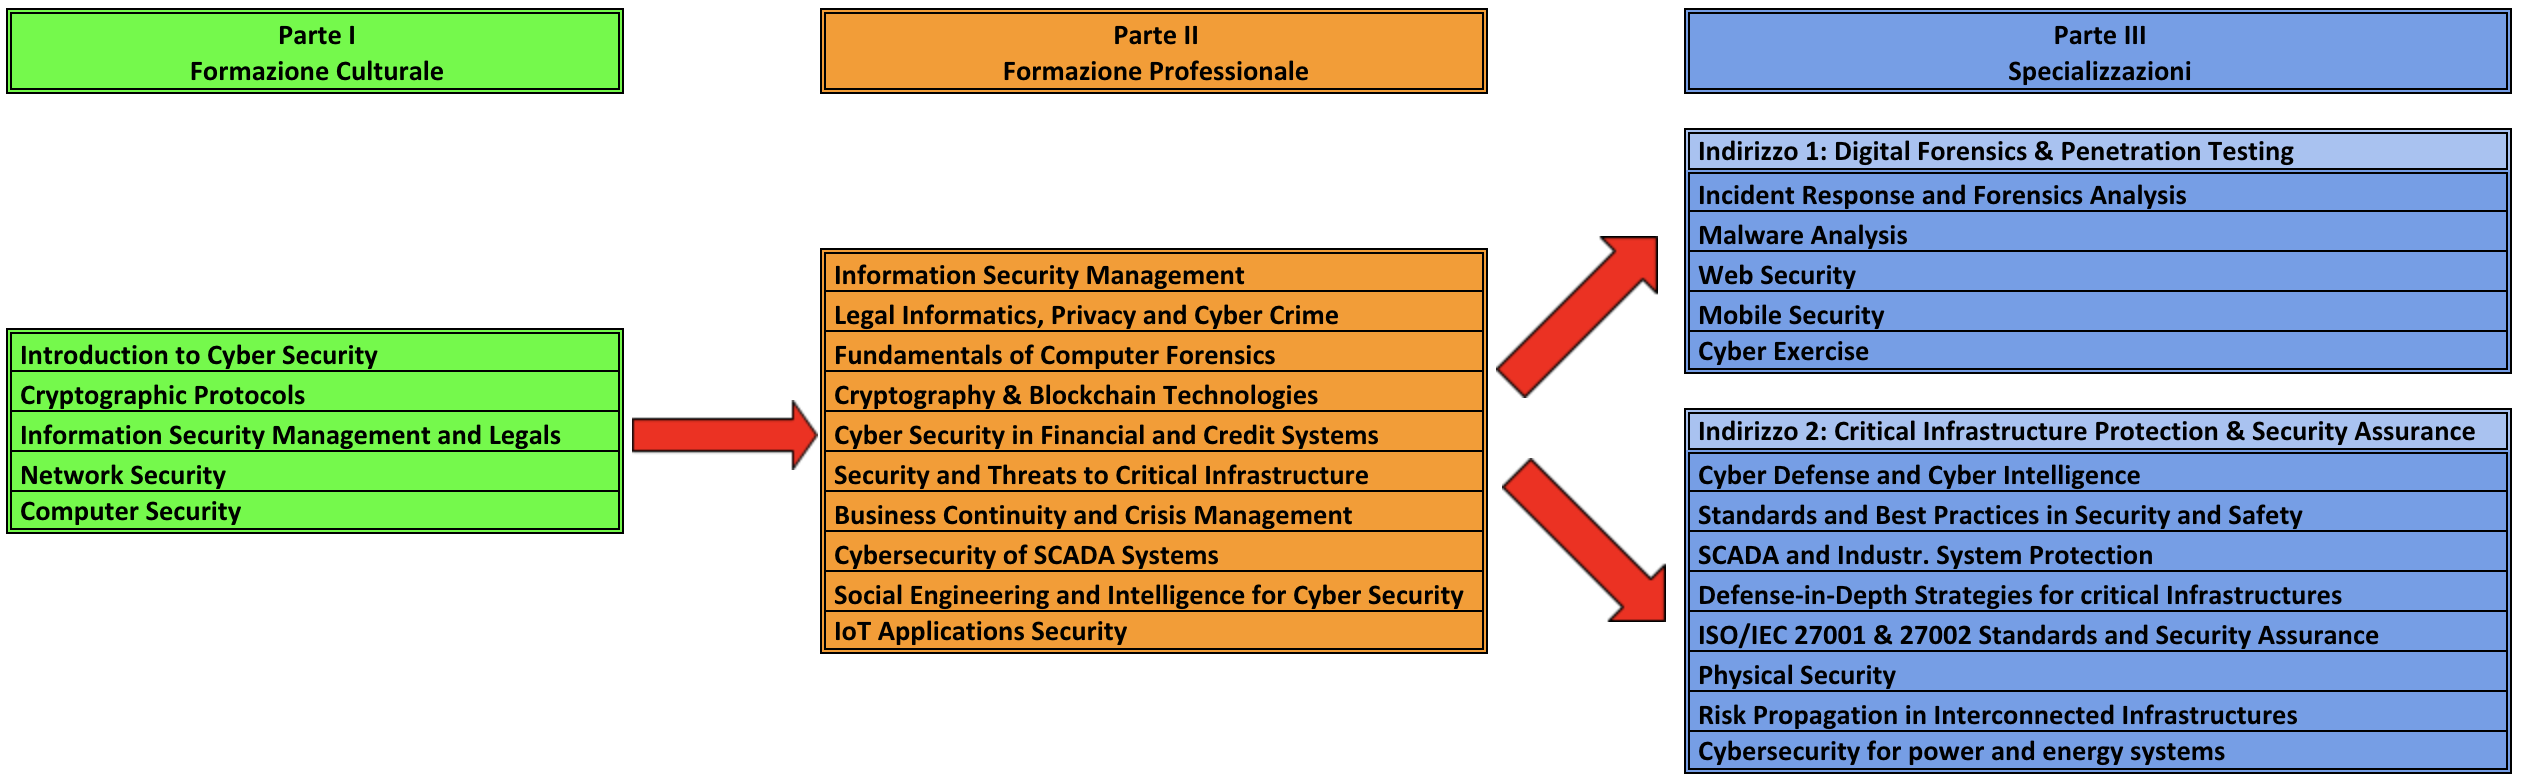 Parte I
Formazione Culturale
Introduction to Cyber Security
Cryptographic Protocols
Information Security Management and Legals
Network Security
Computer Security
Parte II
Formazione Professionale
Information Security Management
Legal Informatics, Privacy and Cyber Crime
Fundamentals of Computer Forensics
Cryptography & Blockchain Technologies
Cyber Security in Financial and Credit Systems
Security and Threats to Critical Infrastructure
Business Continuity and Crisis Management
Cybersecurity of SCADA Systems
Social Engineering and Intelligence for Cyber Security
IoT Applications Security
Parte III
Specializzazioni
Indirizzo 1: Digital Forensics & Penetration Testing
Incident Response and Forensics Analysis
Malware Analysis
Web Security
Mobile Security
Cyber Exercise
Indirizzo 2: Critical Infrastructure Protection & Security Assurance
Cyber Defense and Cyber Intelligence
Standards and Best Practices in Security and Safety
SCADA and Industr. System Protection
Defense-in-Depth Strategies for critical Infrastructures
ISO/IEC 27001 & 27002 Standards and Security Assurance
Physical Security
Risk Propagation in Interconnected Infrastructures
Cybersecurity for power and energy systems